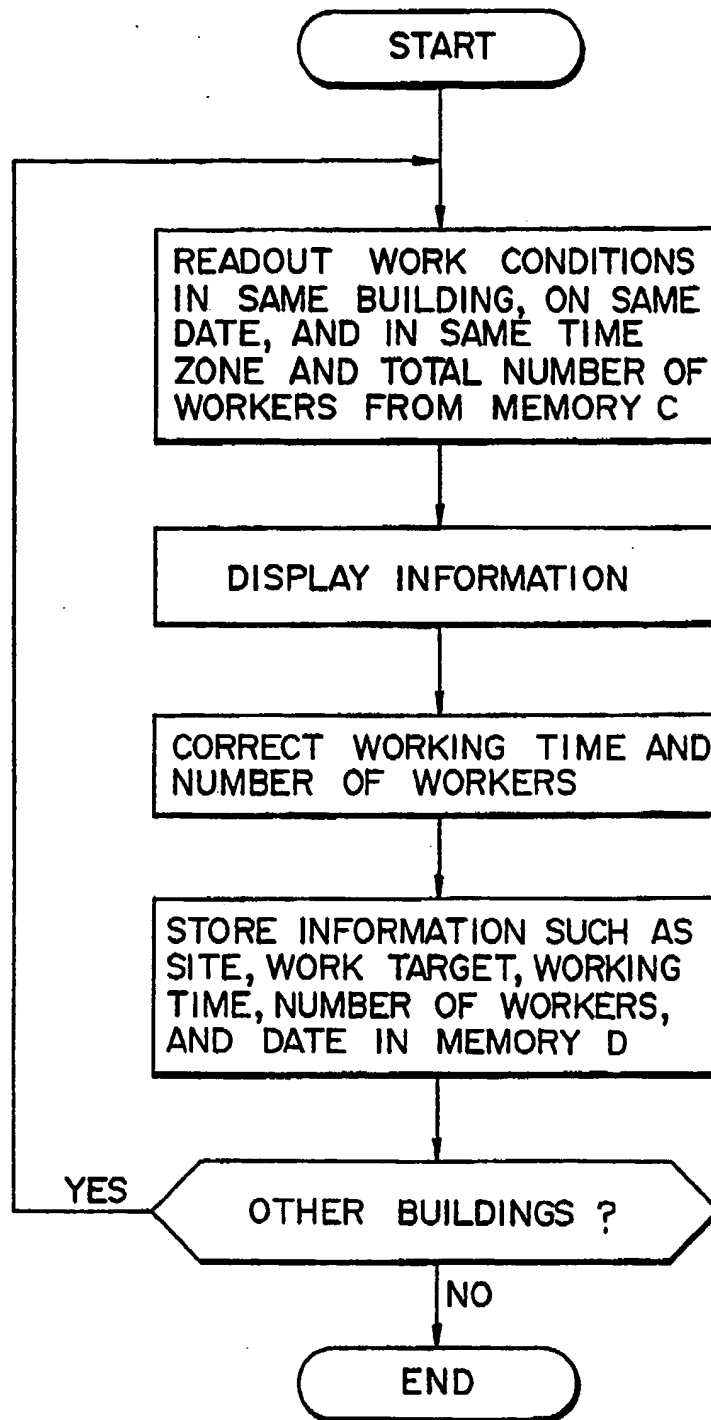 START
READOUT WORK CONDITIONS
IN SAME BUILDING, ON SAME
DATE, AND IN SAME TIME
ZONE AND TOTAL NUMBER OF
WORKERS FROM MEMORY C
DISPLAY INFORMATION
CORRECT WORKING TIME AND
NUMBER OF WORKERS
STORE INFORMATION SUCH AS
SITE, WORK TARGET, WORKING
TIME, NUMBER OF WORKERS,
AND DATE IN MEMORY D
YES
OTHER BUILDINGS ?
NO
END